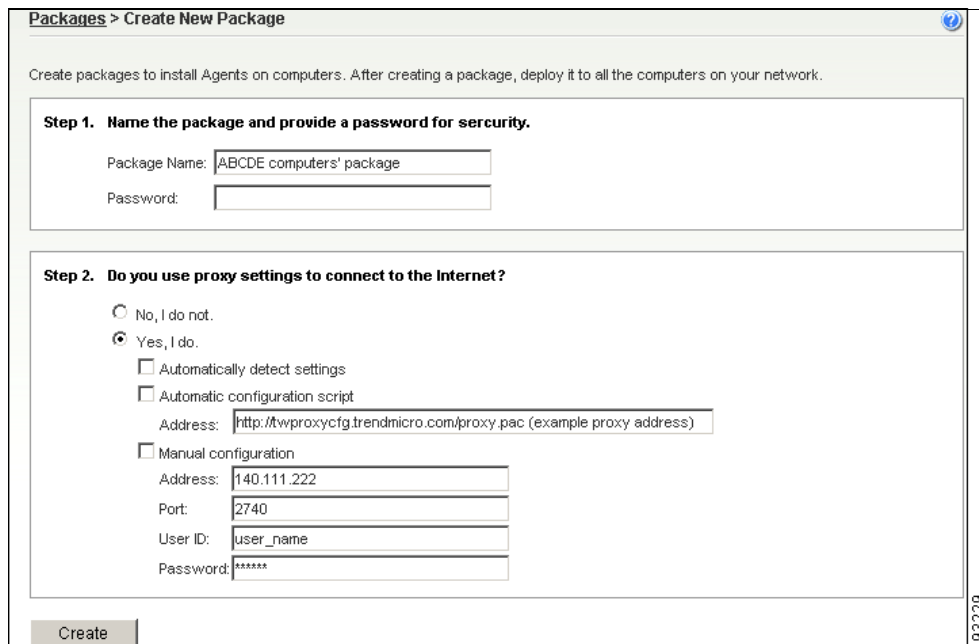 Packages > Create New Package
Create packages to install Agents on computers. After creating a package, deploy it to all the computers on your network.
Step 1. Name the package and provide a password for sercurity.
Package Name: ABCDE computers' package
Password:
Step 2. Do you use proxy settings to connect to the Internet?
No, I do not.
Yes, I do.
Automatically detect settings
Automatic configuration script
Address: http://twproxycfg.trendmicro.com/proxy.pac (example proxy address)
Manual configuration
Address: 140.111.222
Port: 2740
User ID: user_name
Password: ******
Create